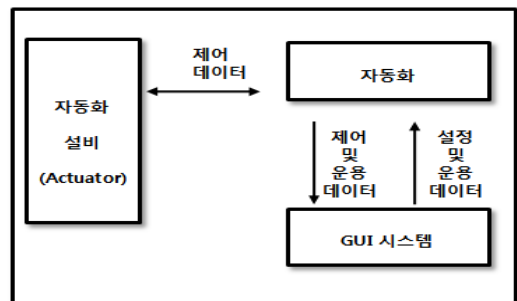 자동화
설비
(Actuator)
제어
데이터
자동화
제어
및
운용
데이터
설정
및
운용
데이터
GUI 시스템